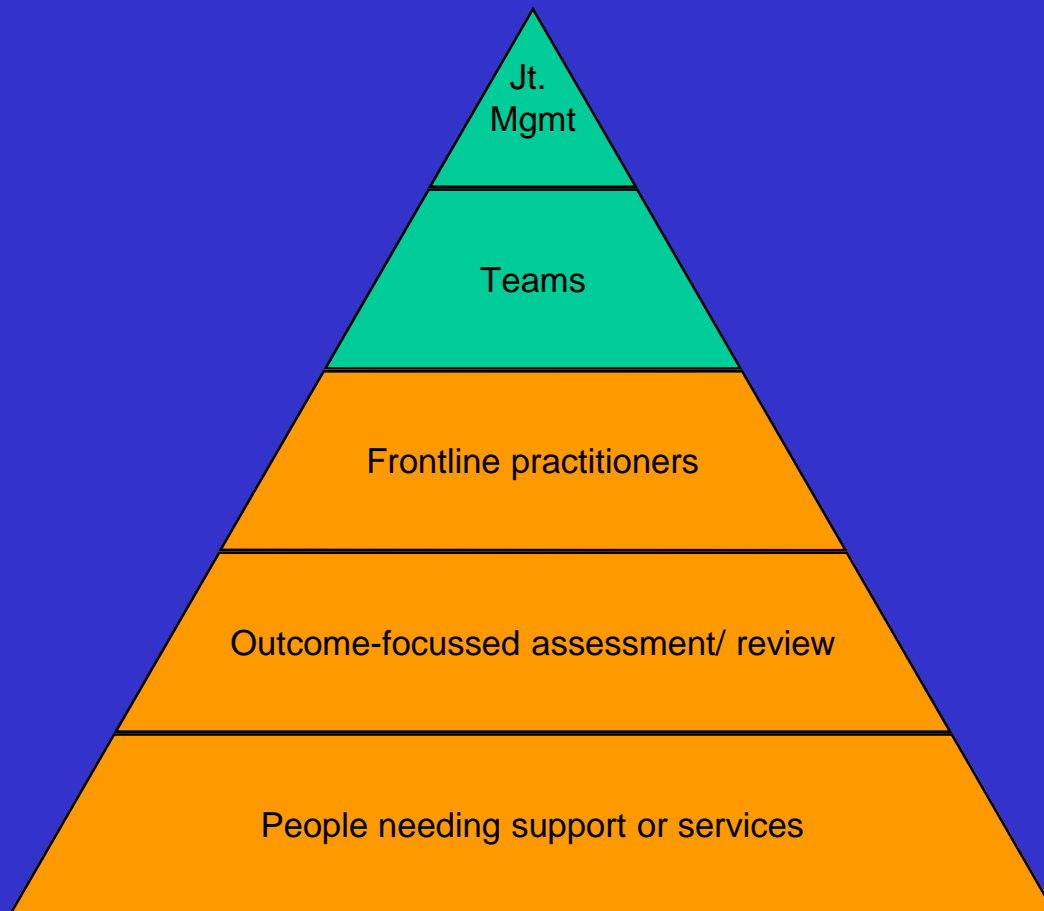 Jt.
Mgmt
Teams
Frontline practitioners
Outcome-focussed assessment/ review
People needing support or services